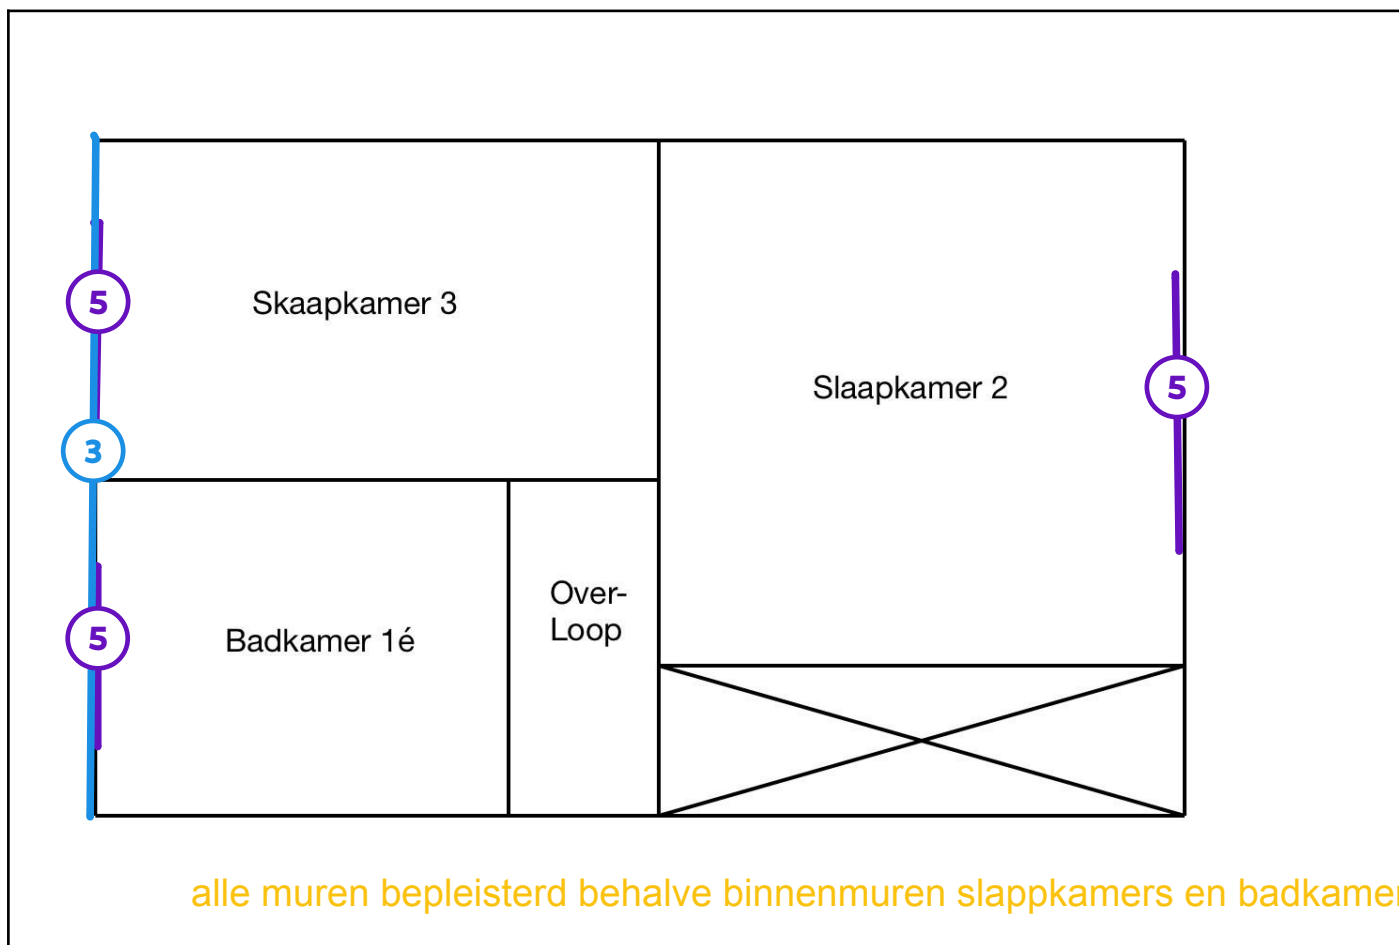 5
Skaapkamer 3
Slaapkamer 2
5
3
Over-
Loop
Badkamer 1é
5
alle muren bepleisterd behalve binnenmuren slappkamers en badkamer